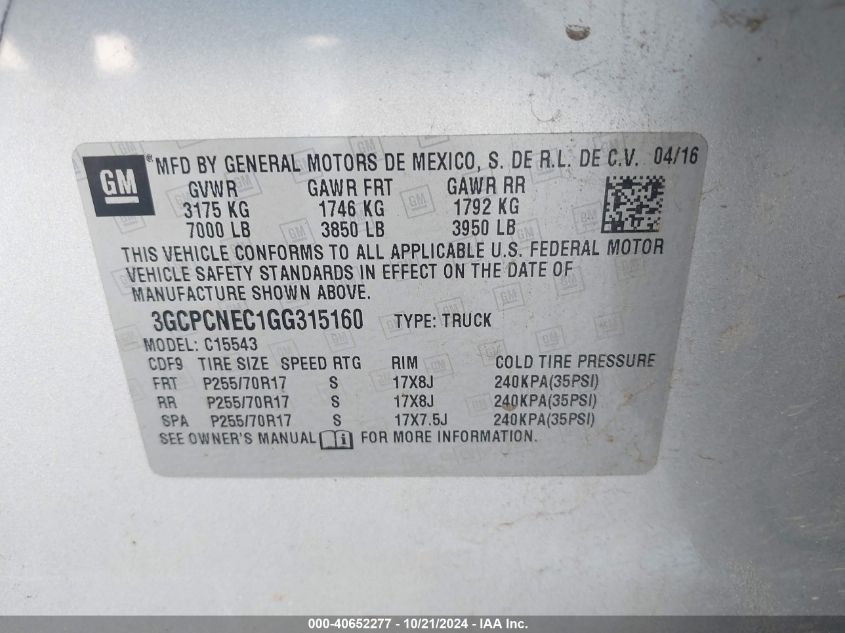 GM ® MFD BY GENERAL MOTORS DE MEXICO, S. DE R.L. DE C.V. 04/16
GVWR GAWR FRT GAWR RR
3175 KG 1746 KG 1792 KG
7000 LB 3850 LB 3950 LB
THIS VEHICLE CONFORMS TO ALL APPLICABLE U.S. FEDERAL MOTOR
VEHICLE SAFETY STANDARDS IN EFFECT ON THE DATE OF
MANUFACTURE SHOWN ABOVE.
3GCPCNEC1GG315160 TYPE: TRUCK
MODEL: C15543
CDF9 TIRE SIZE SPEED RTG RIM COLD TIRE PRESSURE
FRT P255/70R17 S 17X8J 240KPA(35PSI)
RR P255/70R17 S 17X8J 240KPA(35PSI)
SPA P255/70R17 S 17X7.5J 240KPA(35PSI)
SEE OWNER'S MANUAL FOR MORE INFORMATION.
000-40652277 - 10/21/2024 - IAA Inc.